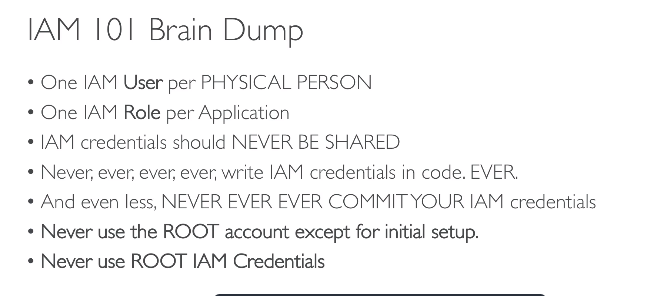 IAM 101 Brain Dump
• One IAM User per PHYSICAL PERSON
• One IAM Role per Application
• IAM credentials should NEVER BE SHARED
• Never, ever, ever, ever, write IAM credentials in code. EVER.
• And even less, NEVER EVER EVER COMMIT YOUR IAM credentials
• Never use the ROOT account except for initial setup.
• Never use ROOT IAM Credentials